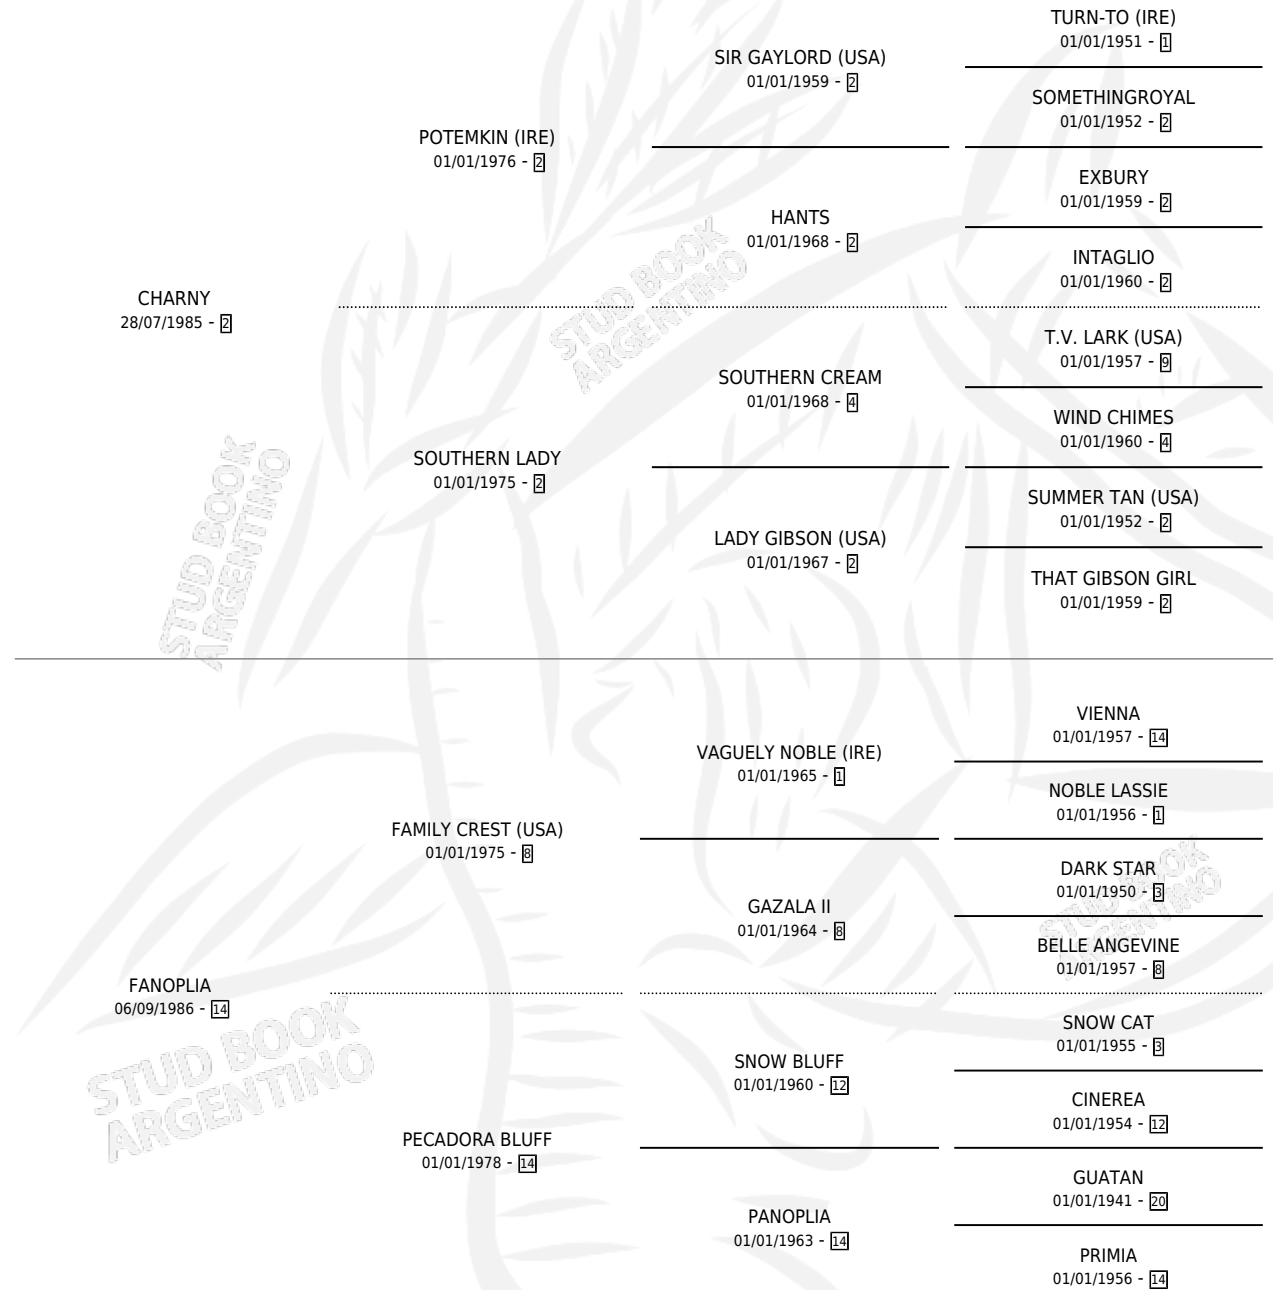 TURN-TO (IRE)
01/01/1951 - 1
SIR GAYLORD (USA)
01/01/1959 - 2
SOMETHINGROYAL
01/01/1952 - 2
POTEMKIN (IRE)
01/01/1976 - 2
EXBURY
01/01/1959 - 2
HANTS
01/01/1968 - 2
INTAGLIO
01/01/1960 - 2
CHARNY
28/07/1985 - 2
T.V. LARK (USA)
01/01/1957 - 9
SOUTHERN CREAM
01/01/1968 - 4
WIND CHIMES
01/01/1960 - 4
SOUTHERN LADY
01/01/1975 - 2
SUMMER TAN (USA)
01/01/1952 - 2
LADY GIBSON (USA)
01/01/1967 - 2
THAT GIBSON GIRL
01/01/1959 - 2
VIENNA
01/01/1957 - 14
VAGUELY NOBLE (IRE)
01/01/1965 - 1
NOBLE LASSIE
01/01/1956 - 1
FAMILY CREST (USA)
01/01/1975 - 8
DARK STAR
01/01/1950 - 3
GAZALA II
01/01/1964 - 8
BELLE ANGEVINE
01/01/1957 - 8
FANOPLIA
06/09/1986 - 14
SNOW CAT
01/01/1955 - 3
SNOW BLUFF
01/01/1960 - 12
CINEREA
01/01/1954 - 12
PECADORA BLUFF
01/01/1978 - 14
GUATAN
01/01/1941 - 20
PANOPLIA
01/01/1963 - 14
PRIMIA
01/01/1956 - 14
STUD BOOK
ARGENTINO
STUD BOOK
ARGENTINO
STUD BOOK
ARGENTINO
STUD BOOK
ARGENTINO